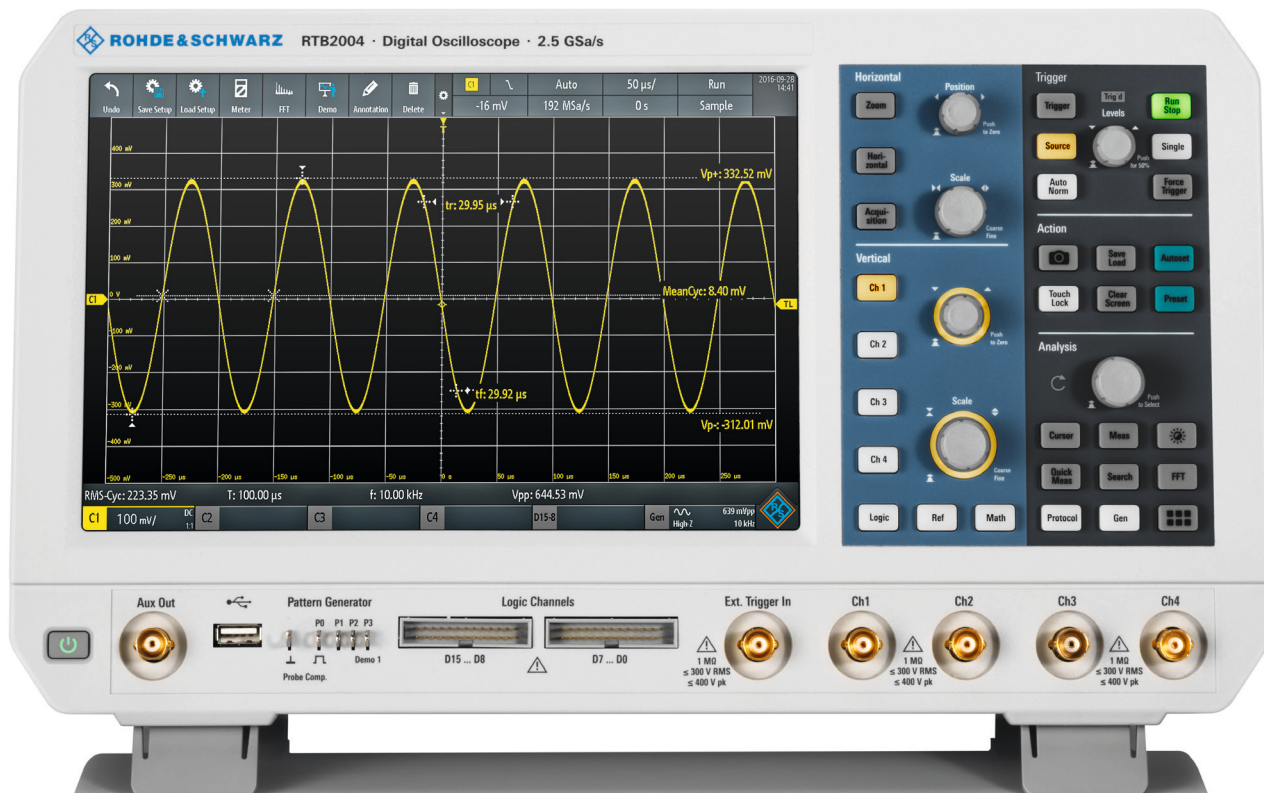 ROHDE&SCHWARZ RTB2004 · Digital Oscilloscope · 2.5 GSa/s
Undo Save Setup Load Setup Meter FFT Demo Annotation Delete
C1 Auto 50 µs/ Run
2016-09-28
14:41
-16 mV 192 MSa/s 0 s Sample
T
400 mV
Vp+: 332.52 mV
300 mV
tr: 29.95 µs
200 mV
100 mV
MeanCyc: 8.40 mV
C1 0 V TL
-100 mV
-200 mV
tf: 29.92 µs
-300 mV
Vp-: -312.01 mV
-400 mV
-500 mV -250 µs -200 µs -150 µs -100 µs -50 µs 0 s 50 µs 100 µs 150 µs 200 µs 250 µs
RMS-Cyc: 223.35 mV T: 100.00 µs f: 10.00 kHz Vpp: 644.53 mV
C1 100 mV/ DC 1:1 C2 C3 C4 D15-8 Gen High-Z 639 mVpp 10 kHz
R S
Horizontal
Zoom
Position
Push
to Zero
Hori-
zontal
Scale
Acqui-
sition
Coarse
Fine
Vertical
Ch 1
Push
to Zero
Ch 2
Ch 3
Scale
Ch 4
Coarse
Fine
Logic Ref Math
Trigger
Trigger
Trig'd
Levels
Run
Stop
Source
Push
for 50%
Single
Auto
Norm
Force
Trigger
Action
Save
Load
Autoset
Touch
Lock
Clear
Screen
Preset
Analysis
Push
to Select
Cursor Meas
Quick
Meas
Search FFT
Protocol Gen
Aux Out
Pattern Generator
P0 P1 P2 P3
Demo 1
Probe Comp.
Logic Channels
D15 ... D8 D7 ... D0
Ext. Trigger In Ch1 Ch2 Ch3 Ch4
1 MΩ
≤ 300 V RMS
≤ 400 V pk
1 MΩ
≤ 300 V RMS
≤ 400 V pk
1 MΩ
≤ 300 V RMS
≤ 400 V pk